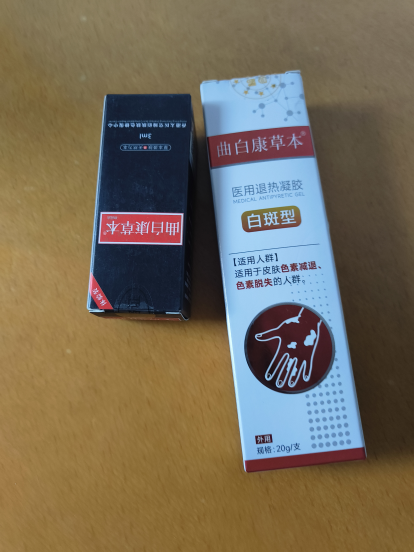 曲白康草本®
医用退热凝胶
MEDICAL ANTIPYRETIC GEL
白斑型
【适用人群】
适用于皮肤色素减退、
色素脱失的人群。
外用
规格:20g/支
曲白康草本
3ml